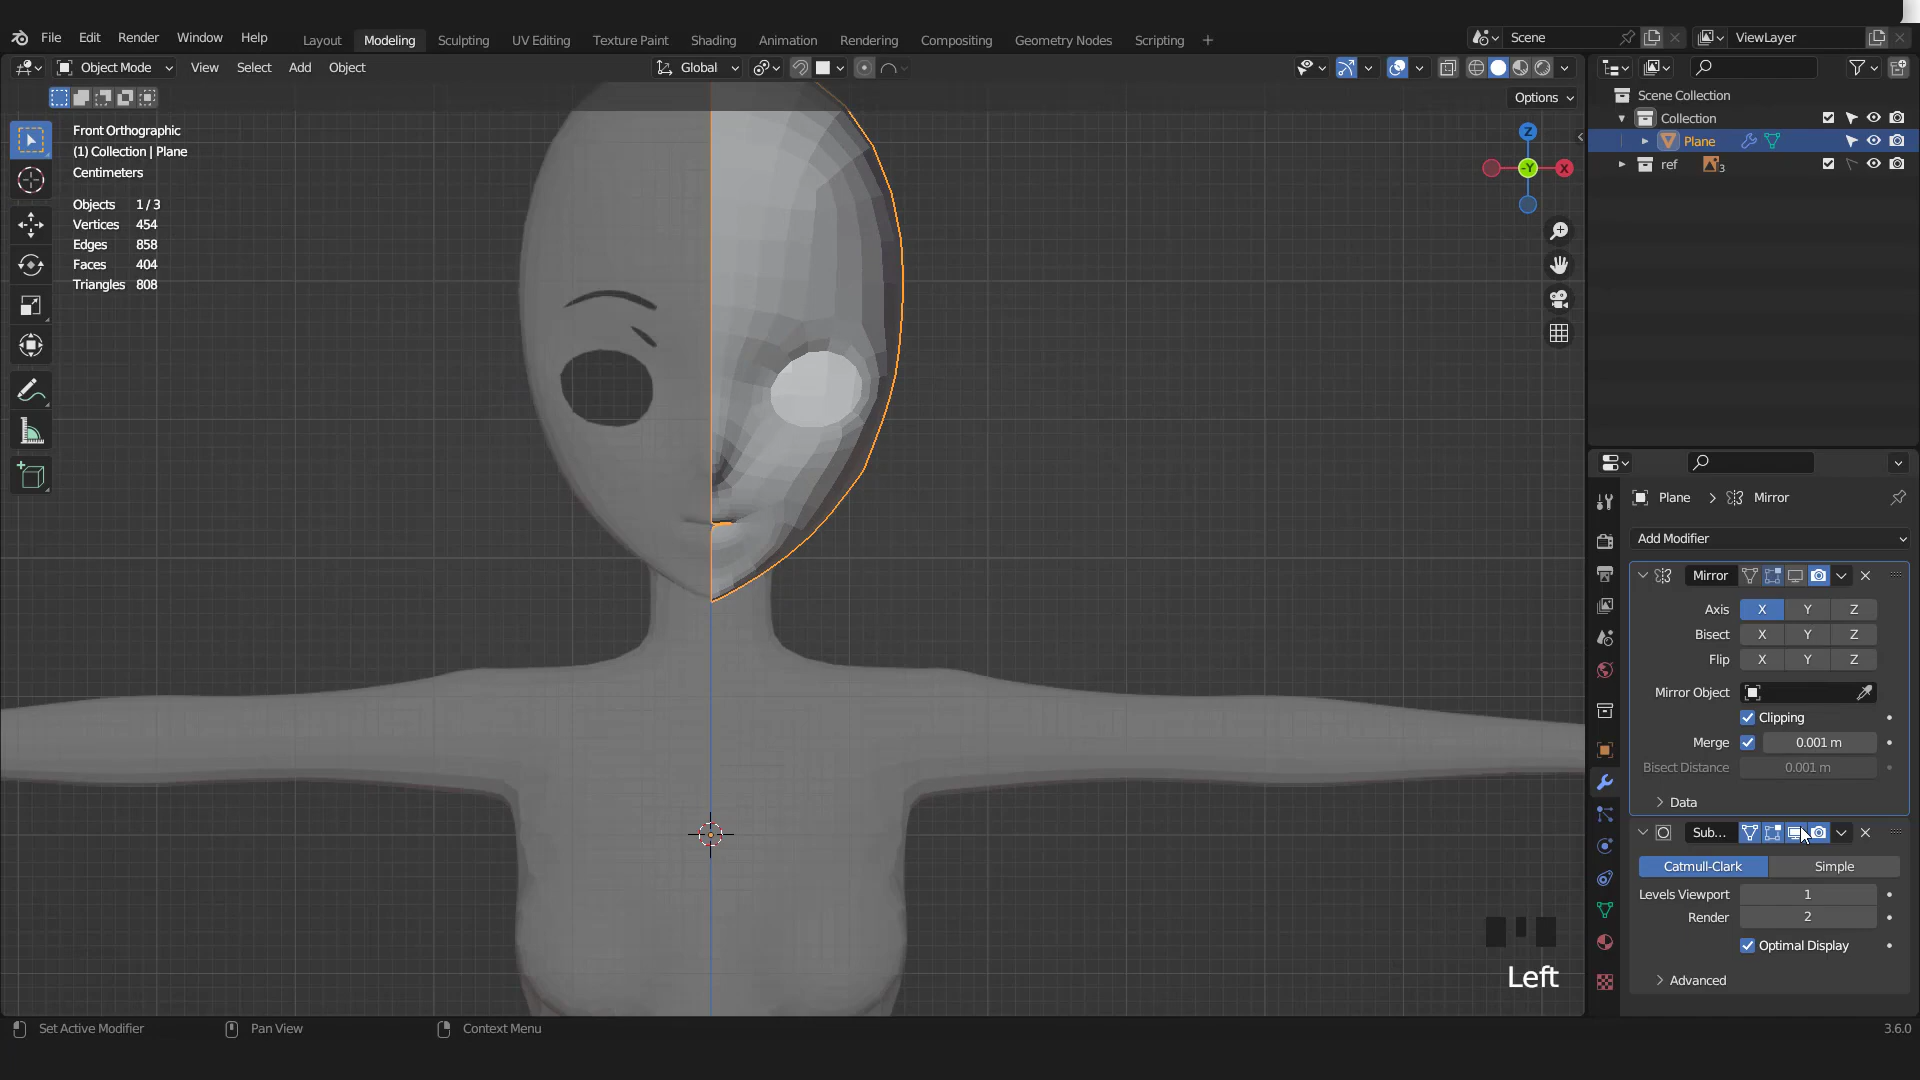 File Edit Render Window Help
Layout Modeling Sculpting UV Editing Texture Paint Shading Animation Rendering Compositing Geometry Nodes Scripting +
Scene
ViewLayer
Object Mode View Select Add Object
Global
Options
Front Orthographic
(1) Collection | Plane
Centimeters
Objects 1 / 3
Vertices 454
Edges 858
Faces 404
Triangles 808
Z
-Y
X
Scene Collection
Collection
Plane
ref 3
Plane > Mirror
Add Modifier
Mirror
Axis X Y Z
Bisect X Y Z
Flip X Y Z
Mirror Object
Clipping
Merge 0.001 m
Bisect Distance 0.001 m
Data
Sub...
Catmull-Clark Simple
Levels Viewport 1
Render 2
Optimal Display
Advanced
Left
Set Active Modifier Pan View Context Menu
3.6.0